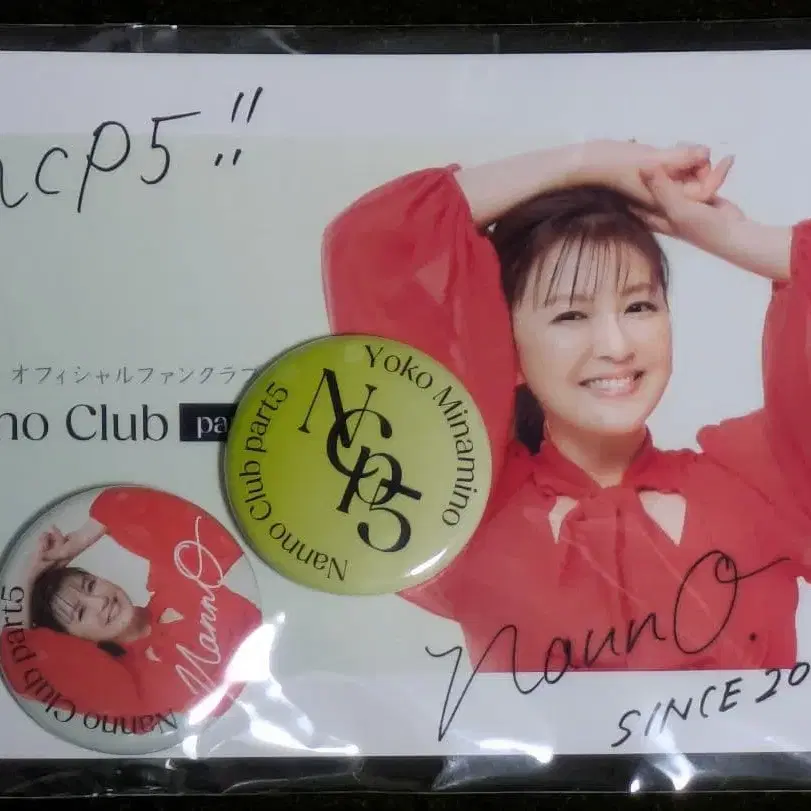 ncp5!!
オフィシャルファンクラブ
no Club pa
Yoko Minamino
Nanno Club part5
NCP5
NannO
Nanno Club part5
NannO.
SINCE 20